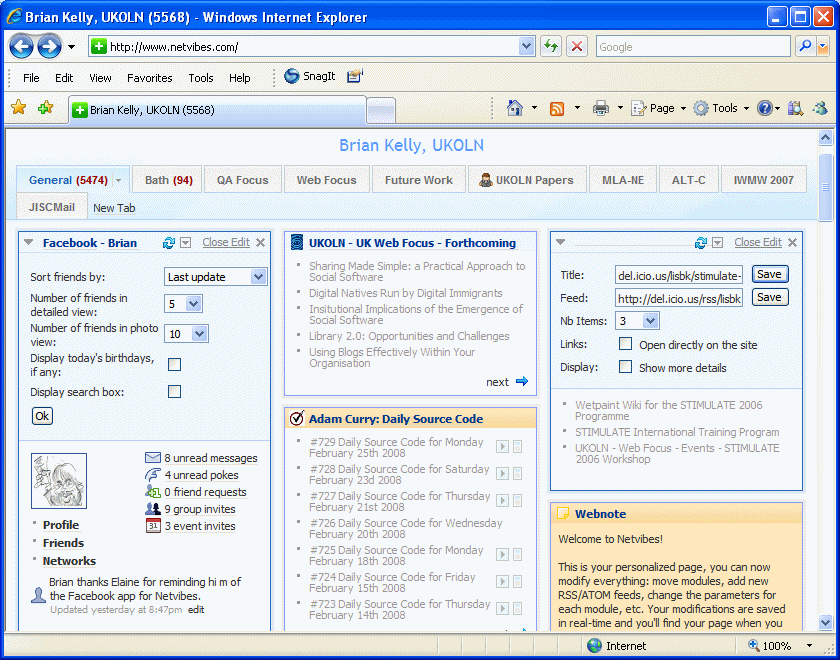 Brian Kelly, UKOLN (5568) - Windows Internet Explorer
http://www.netvibes.com/
Google
File Edit View Favorites Tools Help SnagIt
Brian Kelly, UKOLN (5568)
Page Tools
Brian Kelly, UKOLN
General (5474) Bath (94) QA Focus Web Focus Future Work UKOLN Papers MLA-NE ALT-C IWMW 2007
JISCMail New Tab
Facebook - Brian Close Edit
Sort friends by: Last update
Number of friends in
detailed view: 5
Number of friends in photo
view: 10
Display today's birthdays,
if any:
Display search box:
Ok
8 unread messages
4 unread pokes
0 friend requests
9 group invites
31 3 event invites
Profile
Friends
Networks
Brian thanks Elaine for reminding hi m of
the Facebook app for Netvibes.
Updated yesterday at 8:47pm edit
UKOLN - UK Web Focus - Forthcoming
Sharing Made Simple: a Practical Approach to
Social Software
Digital Natives Run by Digital Immigrants
Insitutional Implications of the Emergence of
Social Software
Library 2.0: Opportunities and Challenges
Using Blogs Effectively Within Your
Organisation
next
Adam Curry: Daily Source Code
#729 Daily Source Code for Monday
February 25th 2008
#728 Daily Source Code for Saturday
February 23d 2008
#727 Daily Source Code for Thursday
February 21st 2008
#726 Daily Source Code for Wednesday
February 20th 2008
#725 Daily Source Code for Monday
February 18th 2008
#724 Daily Source Code for Friday
February 15th 2008
#723 Daily Source Code for Thursday
February 14th 2008
Close Edit
Title: del.icio.us/lisbk/stimulate- Save
Feed: http://del.icio.us/rss/lisbk Save
Nb Items: 3
Links: Open directly on the site
Display: Show more details
Wetpaint Wiki for the STIMULATE 2006
Programme
STIMULATE International Training Program
UKOLN - Web Focus - Events - STIMULATE
2006 Workshop
Webnote
Welcome to Netvibes!
This is your personalized page, you can now
modify everything: move modules, add new
RSS/ATOM feeds, change the parameters for
each module, etc. Your modifications are saved
in real-time and you'll find your page when you
Internet 100%